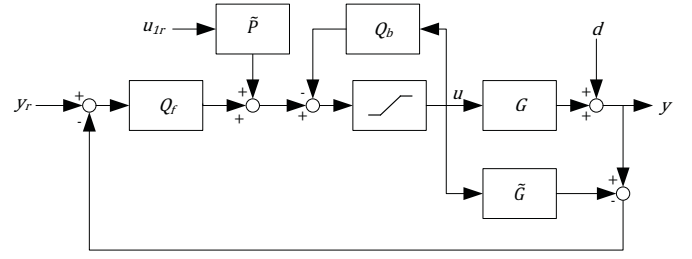 u1r
P̃
Qb
d
yr
+
-
Qf
+
+
-
+
u
G
+
+
y
G̃
+
-